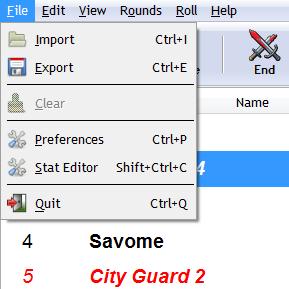 File Edit View Rounds Roll Help
Import Ctrl+I
Export Ctrl+E
End
Clear
Name
Preferences Ctrl+P
Stat Editor Shift+Ctrl+C
4
Quit Ctrl+Q
4 Savome
5 City Guard 2